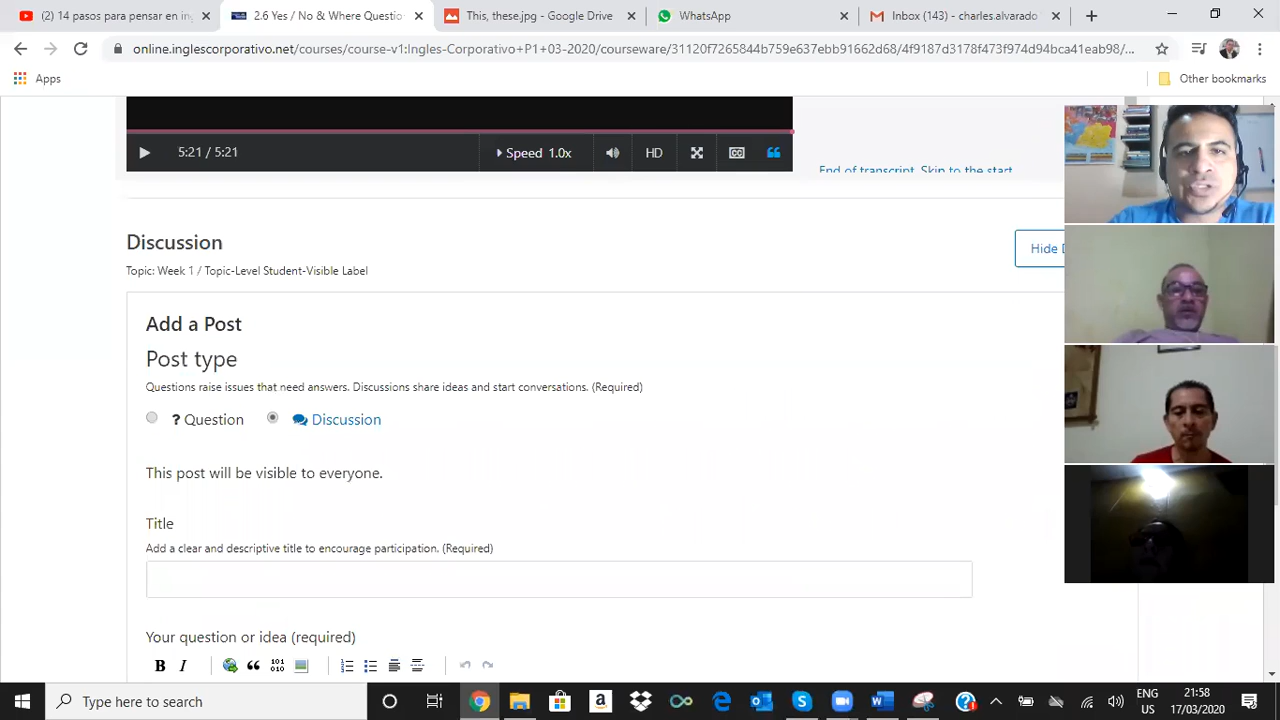 (2) 14 pasos para pensar en in
2.6 Yes / No & Where Questio
This, these.jpg - Google Drive
WhatsApp
Inbox (143) - charles.alvarado
online.inglescorporativo.net/courses/course-v1:Ingles-Corporativo+P1+03-2020/courseware/31120f7265844b759e637ebb91662d68/4f9187d3178f473f974d94bca41eab98/...
Apps
Other bookmarks
5:21 / 5:21
Speed 1.0x
HD
CC
End of transcript. Skip to the start.
Discussion
Hide D
Topic: Week 1 / Topic-Level Student-Visible Label
Add a Post
Post type
Questions raise issues that need answers. Discussions share ideas and start conversations. (Required)
? Question
Discussion
This post will be visible to everyone.
Title
Add a clear and descriptive title to encourage participation. (Required)
Your question or idea (required)
B I
101
010
Type here to search
ENG
US
21:58
17/03/2020